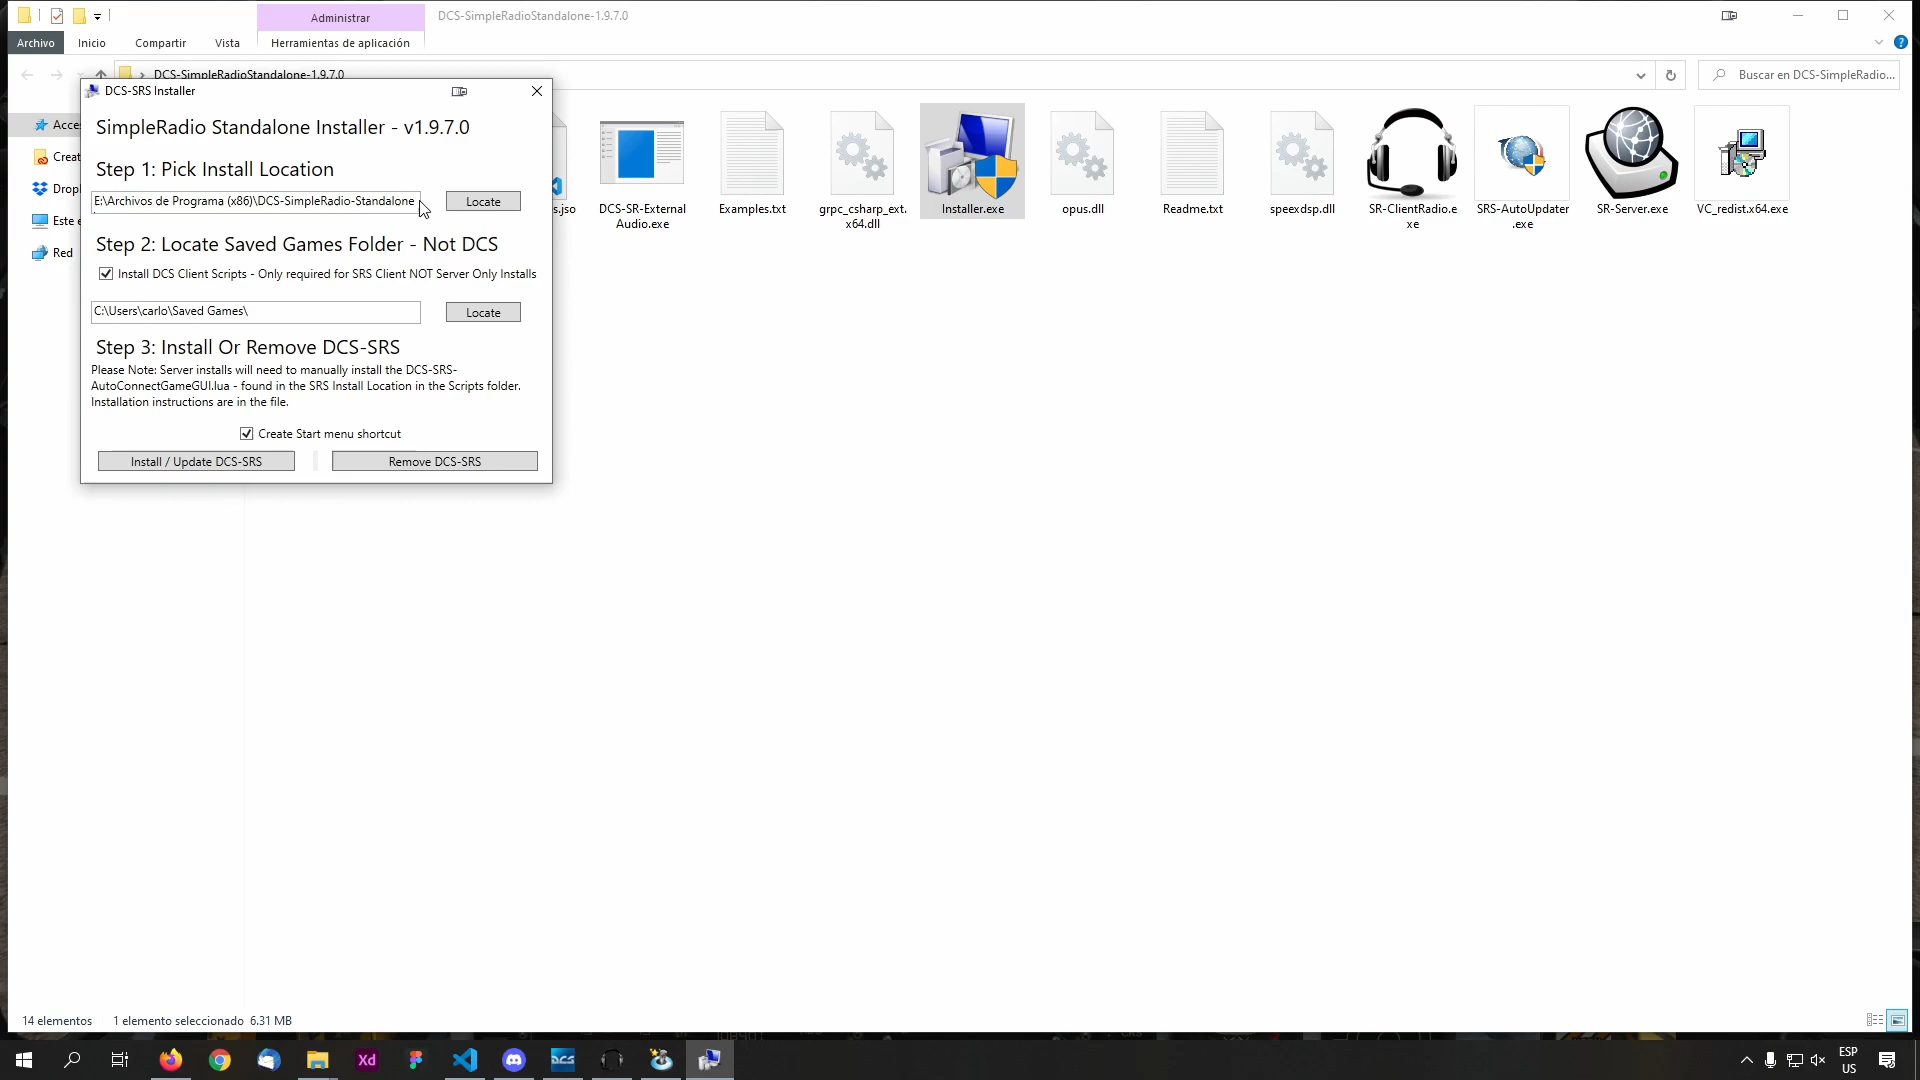 Administrar
DCS-SimpleRadioStandalone-1.9.7.0
Archivo
Inicio
Compartir
Vista
Herramientas de aplicación
DCS-SimpleRadioStandalone-1.9.7.0
Buscar en DCS-SimpleRadio...
DCS-SRS Installer
SimpleRadio Standalone Installer - v1.9.7.0
Step 1: Pick Install Location
E:\Archivos de Programa (x86)\DCS-SimpleRadio-Standalone
Locate
Step 2: Locate Saved Games Folder - Not DCS
Install DCS Client Scripts - Only required for SRS Client NOT Server Only Installs
C:\Users\carlo\Saved Games\
Locate
Step 3: Install Or Remove DCS-SRS
Please Note: Server installs will need to manually install the DCS-SRS-
AutoConnectGameGUI.lua - found in the SRS Install Location in the Scripts folder.
Installation instructions are in the file.
Create Start menu shortcut
Install / Update DCS-SRS
Remove DCS-SRS
Acce
Creat
Drop
Este e
Red
s.jso
DCS-SR-External
Audio.exe
Examples.txt
grpc_csharp_ext.
x64.dll
Installer.exe
opus.dll
Readme.txt
speexdsp.dll
SR-ClientRadio.e
xe
SRS-AutoUpdater
.exe
SR-Server.exe
VC_redist.x64.exe
14 elementos
1 elemento seleccionado 6.31 MB
Xd
DCS
ESP
US